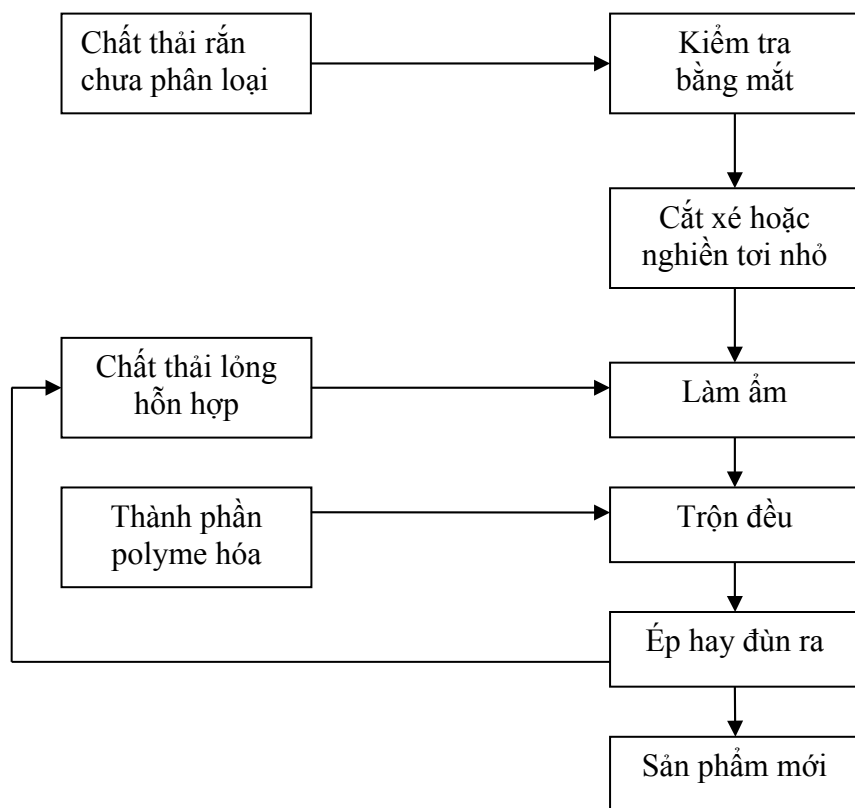 Chất thải rắn
chưa phân loại
Kiểm tra
bằng mắt
Cắt xé hoặc
nghiền tơi nhỏ
Chất thải lỏng
hỗn hợp
Làm ẩm
Thành phần
polyme hóa
Trộn đều
Ép hay đùn ra
Sản phẩm mới